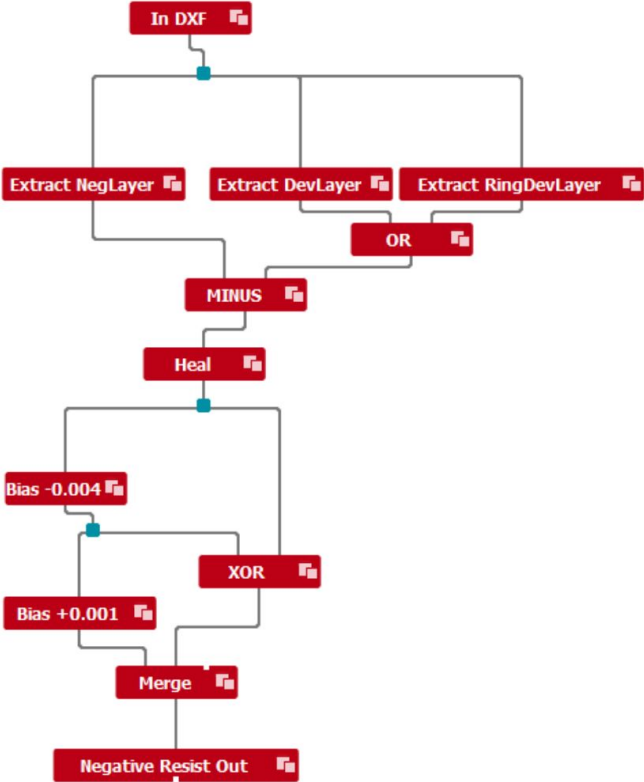 In DXF
Extract NegLayer
Extract DevLayer
Extract RingDevLayer
OR
MINUS
Heal
Bias -0.004
XOR
Bias +0.001
Merge
Negative Resist Out